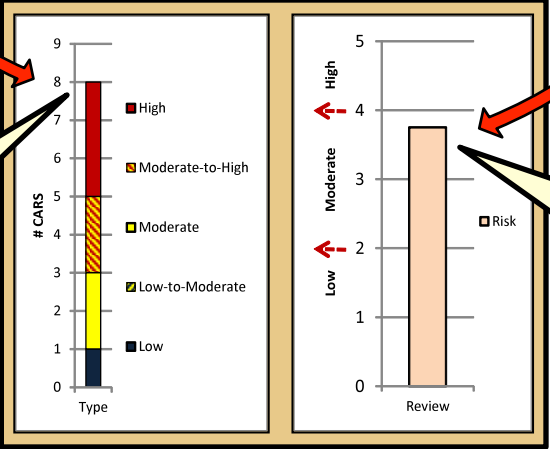 9
8
7
6
5
4
3
2
1
0
# CARS
Type
High
Moderate-to-High
Moderate
Low-to-Moderate
Low
5
4
3
2
1
0
High
Moderate
Low
Review
Risk